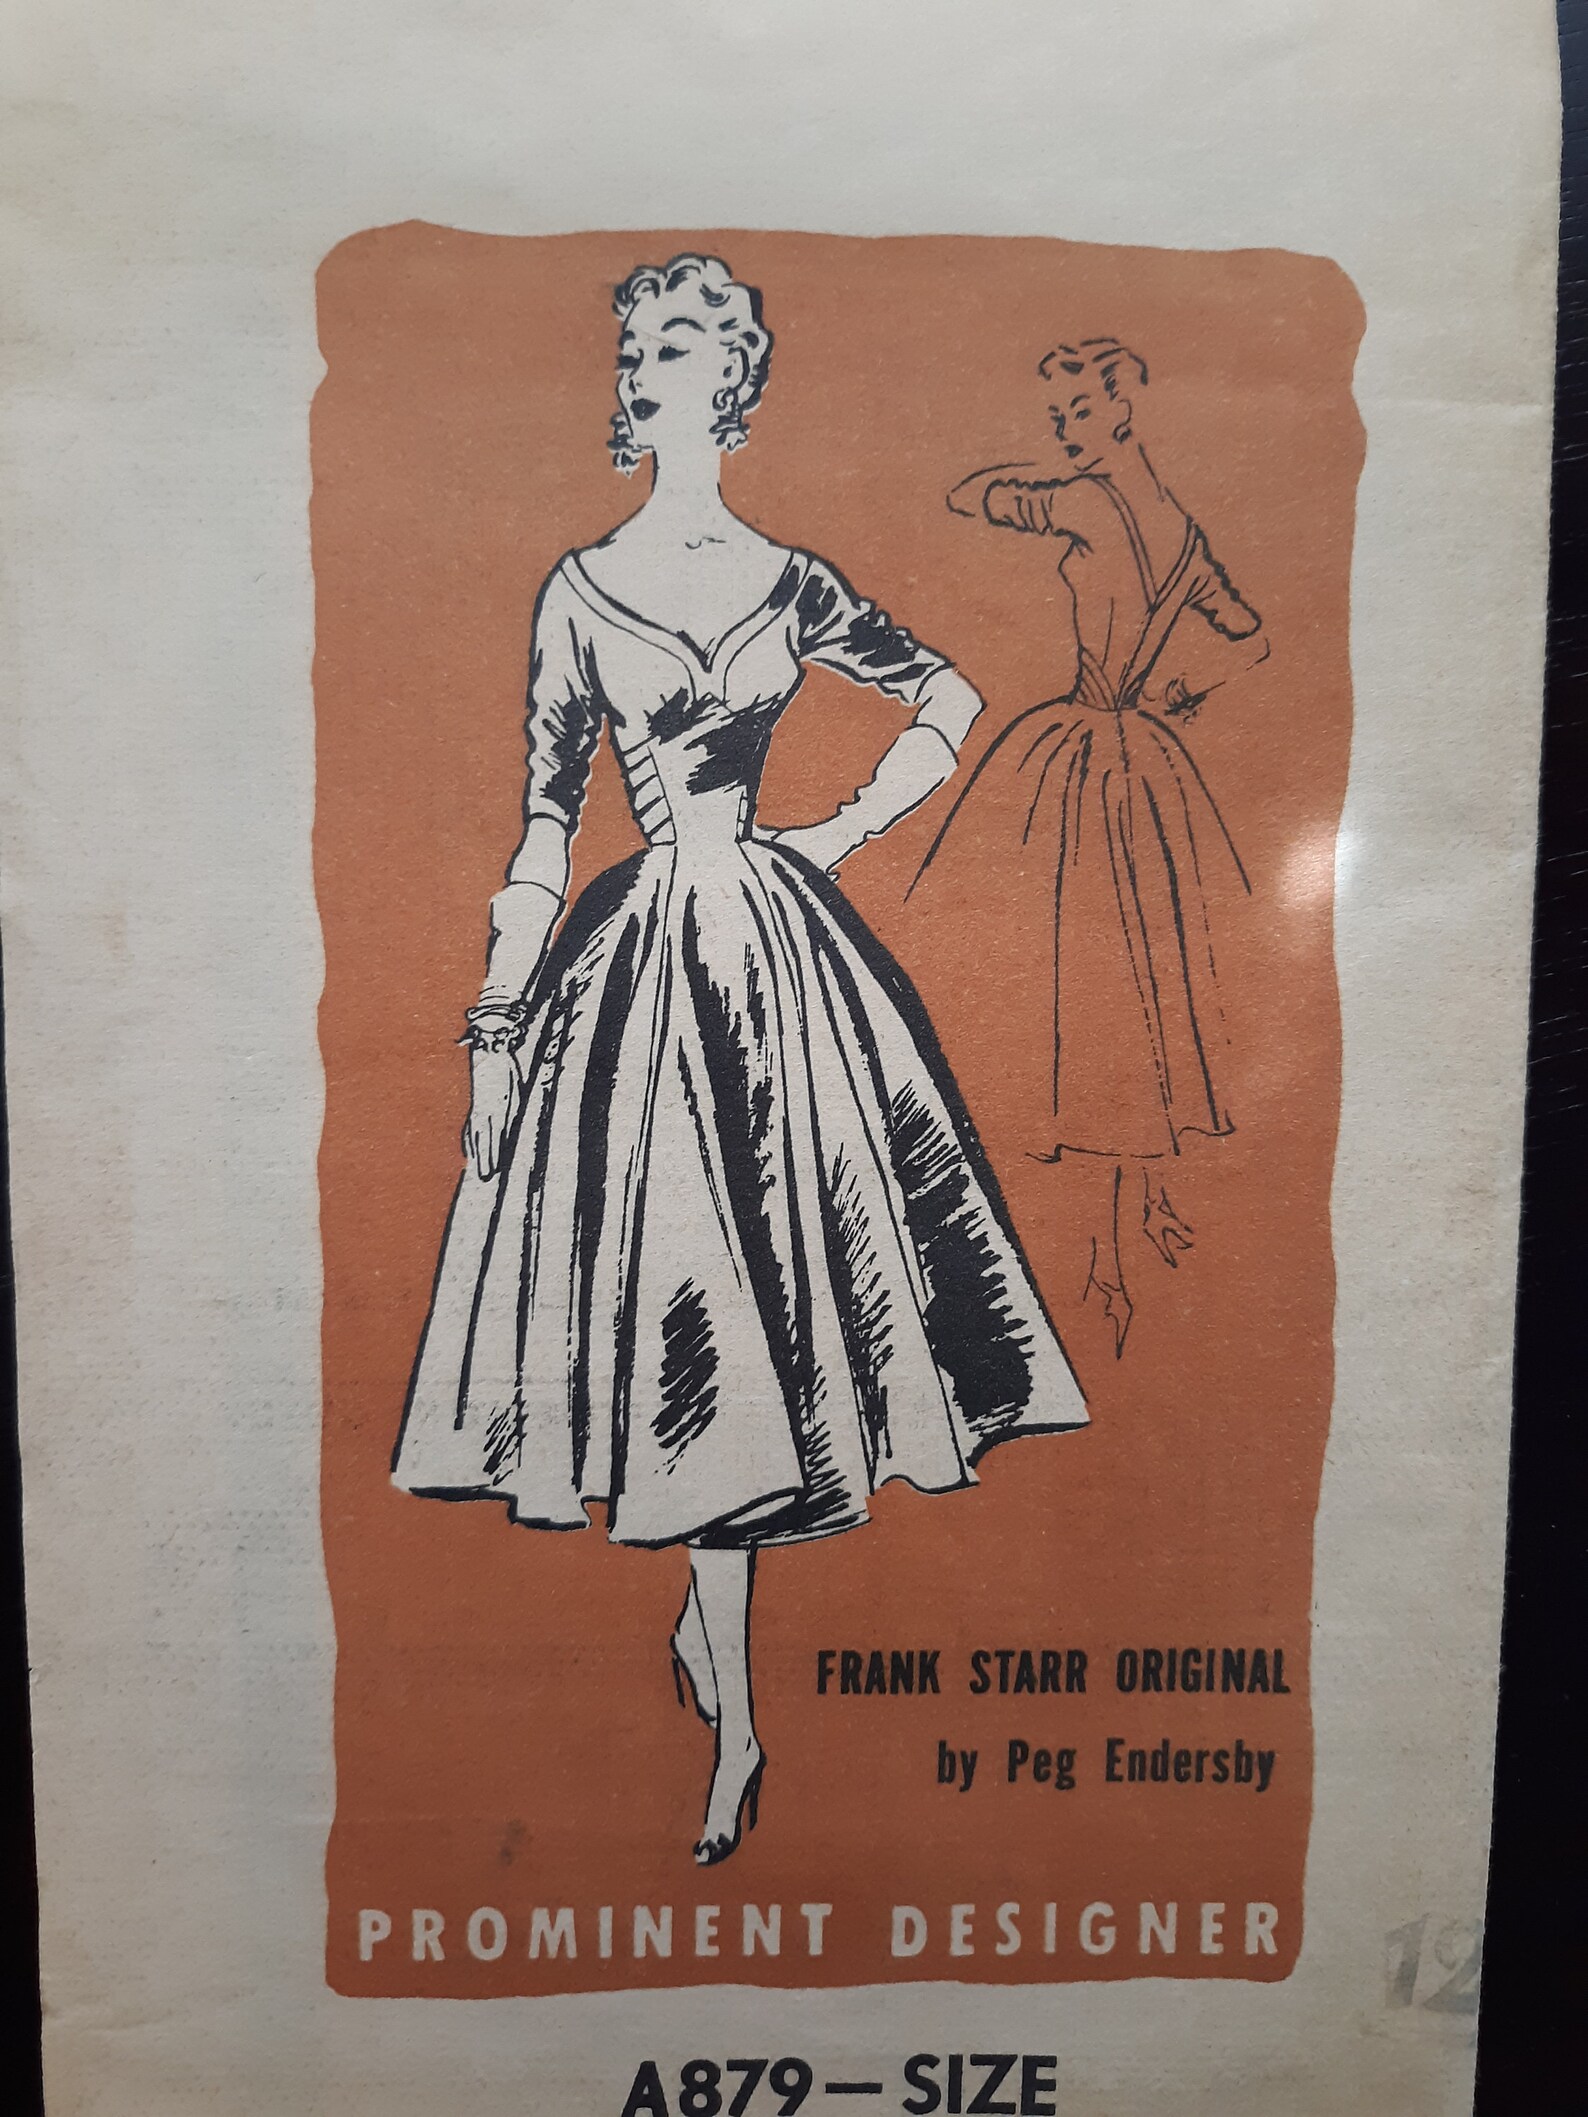 FRANK STARR ORIGINAL
by Peg Endersby
PROMINENT DESIGNER
12
A879—SIZE